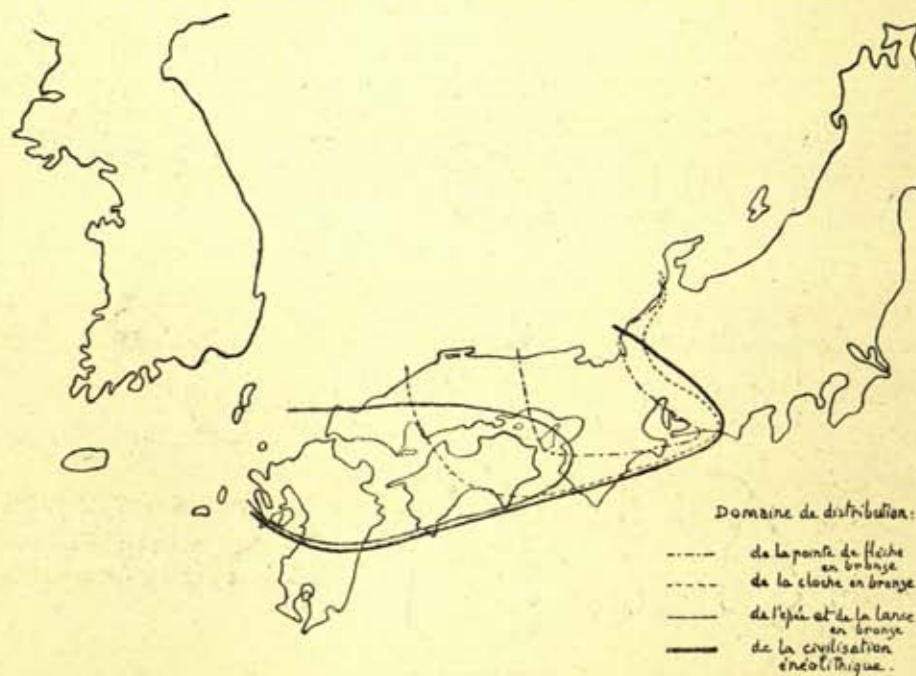 Domaine de distribution:
de la pointe de flèche
en bronze
de la cloche en bronze
de l'épée et de la lance
en bronze
de la civilisation
énéolithique.